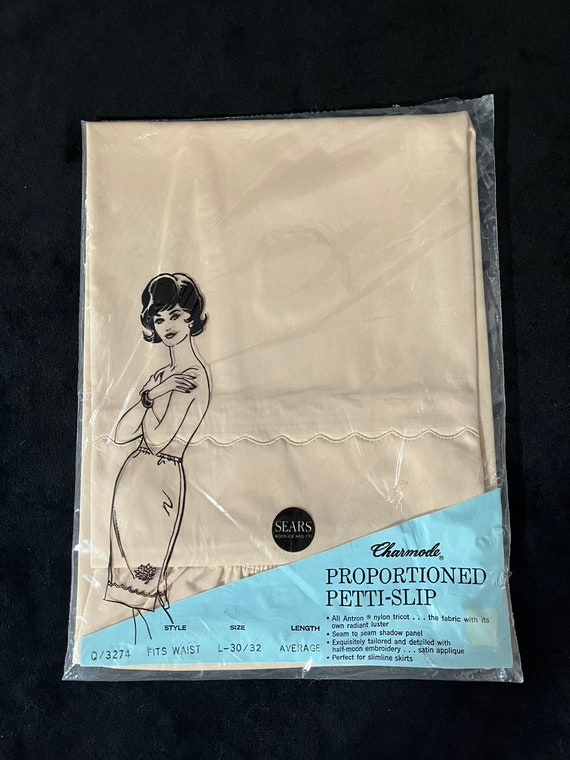 SEARS
ROEBUCK AND CO.
Charmode®
PROPORTIONED
PETTI-SLIP
• All Antron ® nylon tricot . . . the fabric with its
own radiant luster
• Seam to seam shadow panel
• Exquisitely tailored and detailed with
half-moon embroidery . . . satin applique
• Perfect for slimline skirts
STYLE SIZE LENGTH
Q/3274 FITS WAIST L-30/32 AVERAGE